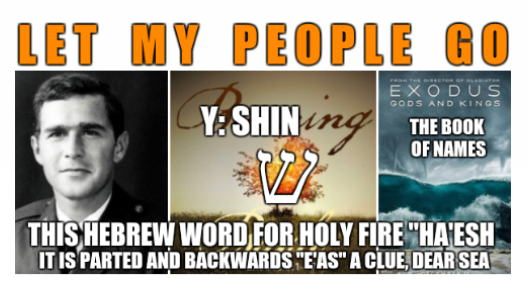 LET MY PEOPLE GO
FROM THE DIRECTOR OF GLADIATOR
EXODUS
GODS AND KINGS
Y: SHIN
ש
THE BOOK
OF NAMES
THIS HEBREW WORD FOR HOLY FIRE "HA'ESH
IT IS PARTED AND BACKWARDS "E'AS" A CLUE, DEAR SEA